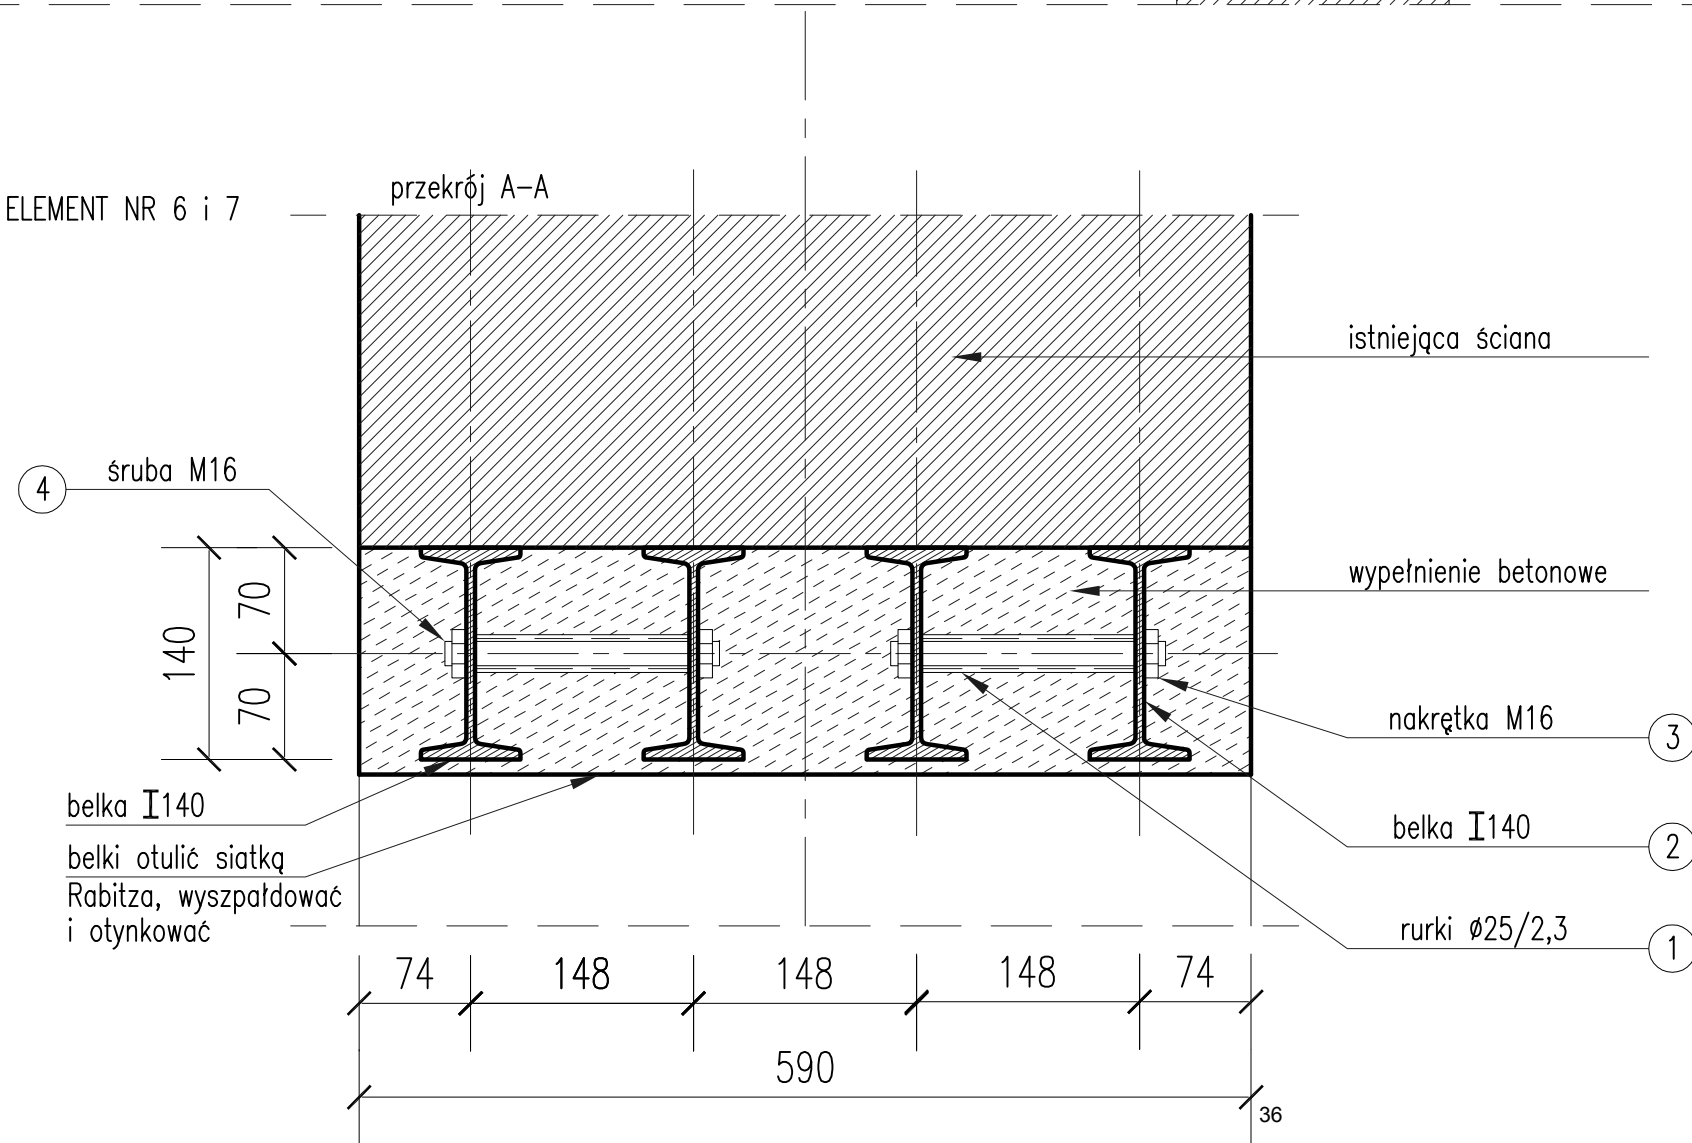 przekrój A-A
ELEMENT NR 6 i 7
istniejąca ściana
śruba M16
4
wypełnienie betonowe
70
140
70
nakrętka M16
3
belka I140
belka I140
2
belki otulić siatką
Rabitza, wyszpałdować
i otynkować
rurki ø25/2,3
1
74
148
148
148
74
590
36